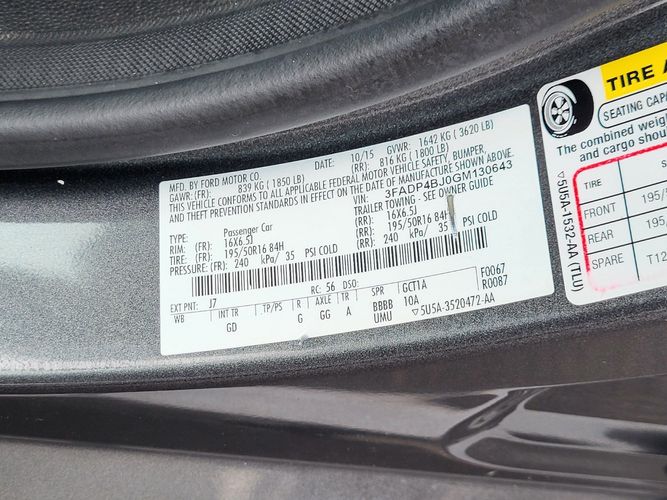 MFD. BY FORD MOTOR CO.
DATE: 10/15 GVWR: 1642 KG ( 3620 LB)
GAWR:(FR): 839 KG ( 1850 LB) (RR): 816 KG ( 1800 LB)
THIS VEHICLE CONFORMS TO ALL APPLICABLE FEDERAL MOTOR VEHICLE SAFETY, BUMPER,
AND THEFT PREVENTION STANDARDS IN EFFECT ON THE DATE OF MANUFACTURE SHOWN ABOVE.
VIN: 3FADP4BJ0GM130643
TYPE: Passenger Car TRAILER TOWING - SEE OWNER GUIDE
RIM: (FR): 16X6.5J (RR): 16X6.5J
TIRES: (FR): 195/50R16 84H (RR): 195/50R16 84H
PRESSURE: (FR): 240 kPa/ 35 PSI COLD (RR): 240 kPa/ 35 PSI COLD
EXT PNT: J7 RC: 56 DSO: F0067
WB INT TR TP/PS R AXLE TR SPR GCT1A R0087
GD G GG A BBBB 10A
UMU ▽5U5A-3520472-AA
TIRE A
SEATING CAPA
The combined weig
and cargo shou
TIRE S
FRONT 195/
REAR 195/
SPARE T12
▽5U5A-1532-AA (TLU)